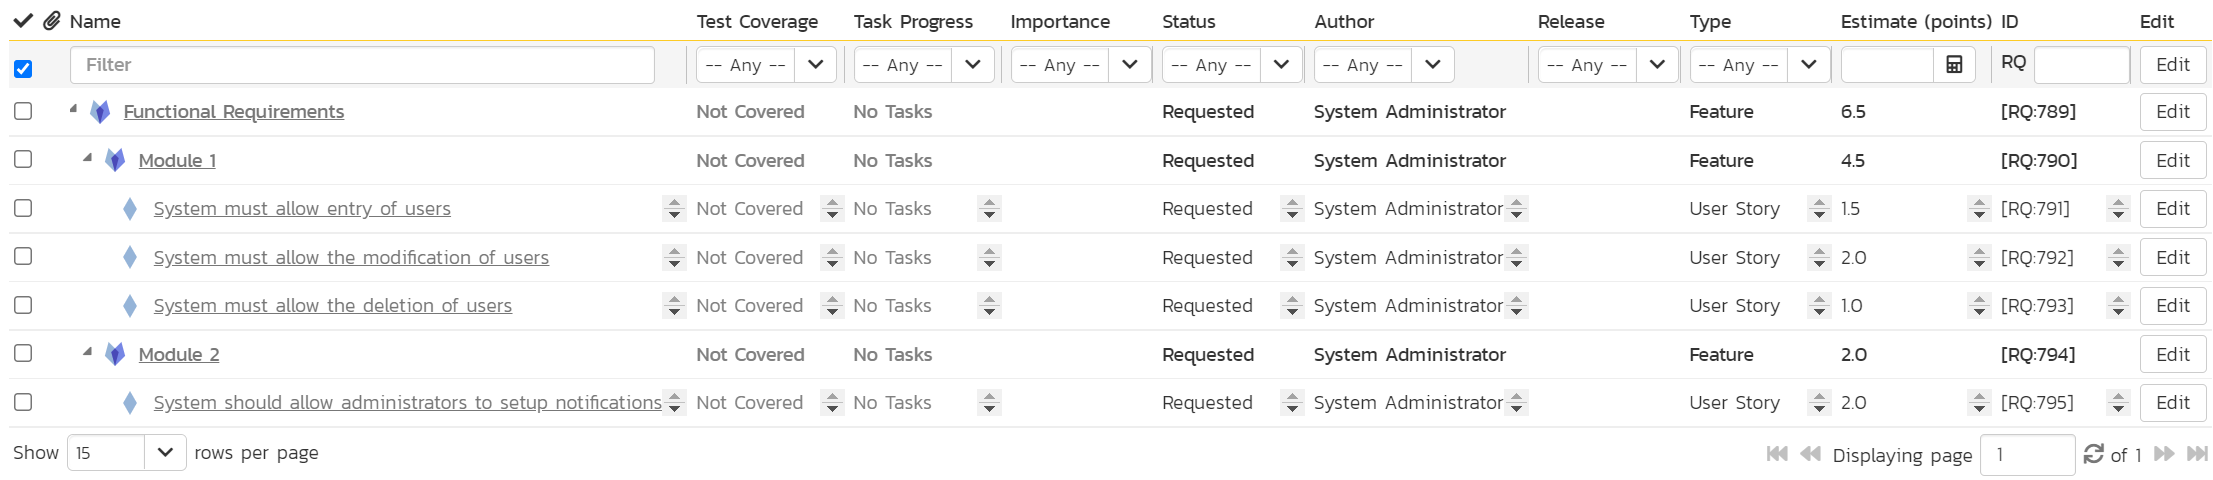 Name Test Coverage Task Progress Importance Status Author Release Type Estimate (points) ID Edit
Filter -- Any -- -- Any -- -- Any -- -- Any -- -- Any -- -- Any -- -- Any -- RQ Edit
Functional Requirements Not Covered No Tasks Requested System Administrator Feature 6.5 [RQ:789] Edit
Module 1 Not Covered No Tasks Requested System Administrator Feature 4.5 [RQ:790] Edit
System must allow entry of users Not Covered No Tasks Requested System Administrator User Story 1.5 [RQ:791] Edit
System must allow the modification of users Not Covered No Tasks Requested System Administrator User Story 2.0 [RQ:792] Edit
System must allow the deletion of users Not Covered No Tasks Requested System Administrator User Story 1.0 [RQ:793] Edit
Module 2 Not Covered No Tasks Requested System Administrator Feature 2.0 [RQ:794] Edit
System should allow administrators to setup notifications Not Covered No Tasks Requested System Administrator User Story 2.0 [RQ:795] Edit
Show 15 rows per page Displaying page 1 of 1